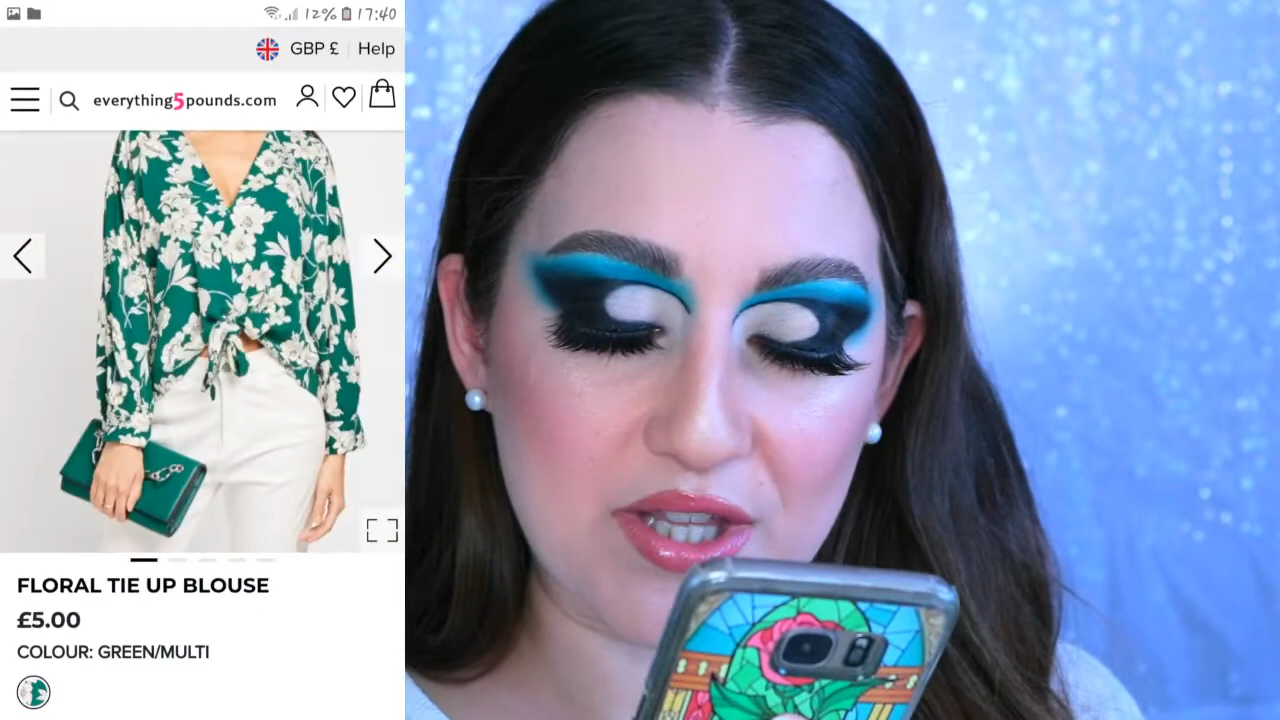 12% 17:40
GBP £ Help
everything5pounds.com
FLORAL TIE UP BLOUSE
£5.00
COLOUR: GREEN/MULTI